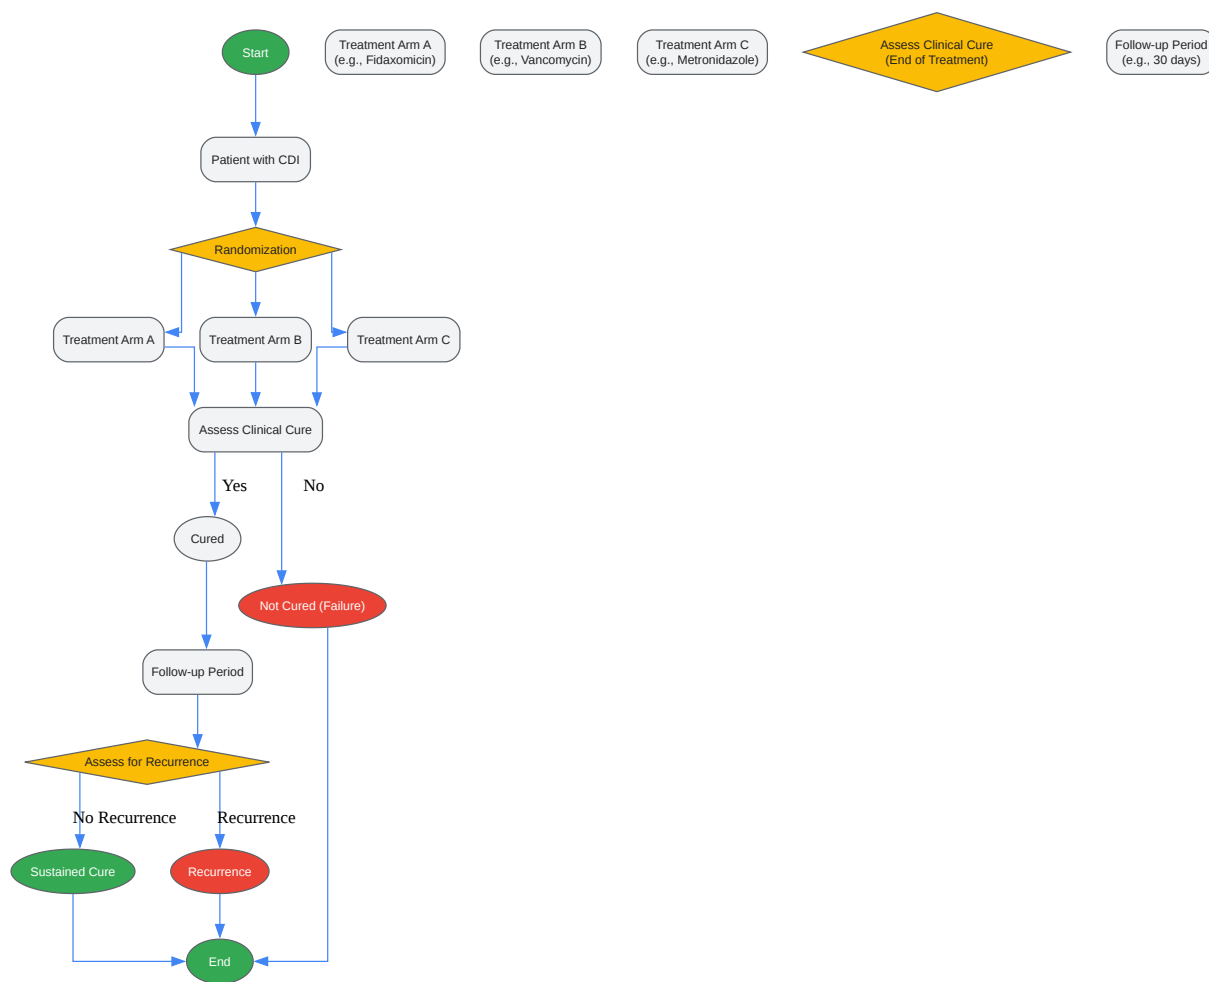 Start
Treatment Arm A
(e.g., Fidaxomicin)
Treatment Arm B
(e.g., Vancomycin)
Treatment Arm C
(e.g., Metronidazole)
Assess Clinical Cure
(End of Treatment)
Follow-up Period
(e.g., 30 days)
Patient with CDI
Randomization
Treatment Arm A
Treatment Arm B
Treatment Arm C
Assess Clinical Cure
Yes
No
Cured
Not Cured (Failure)
Follow-up Period
Assess for Recurrence
No Recurrence
Recurrence
Sustained Cure
Recurrence
End